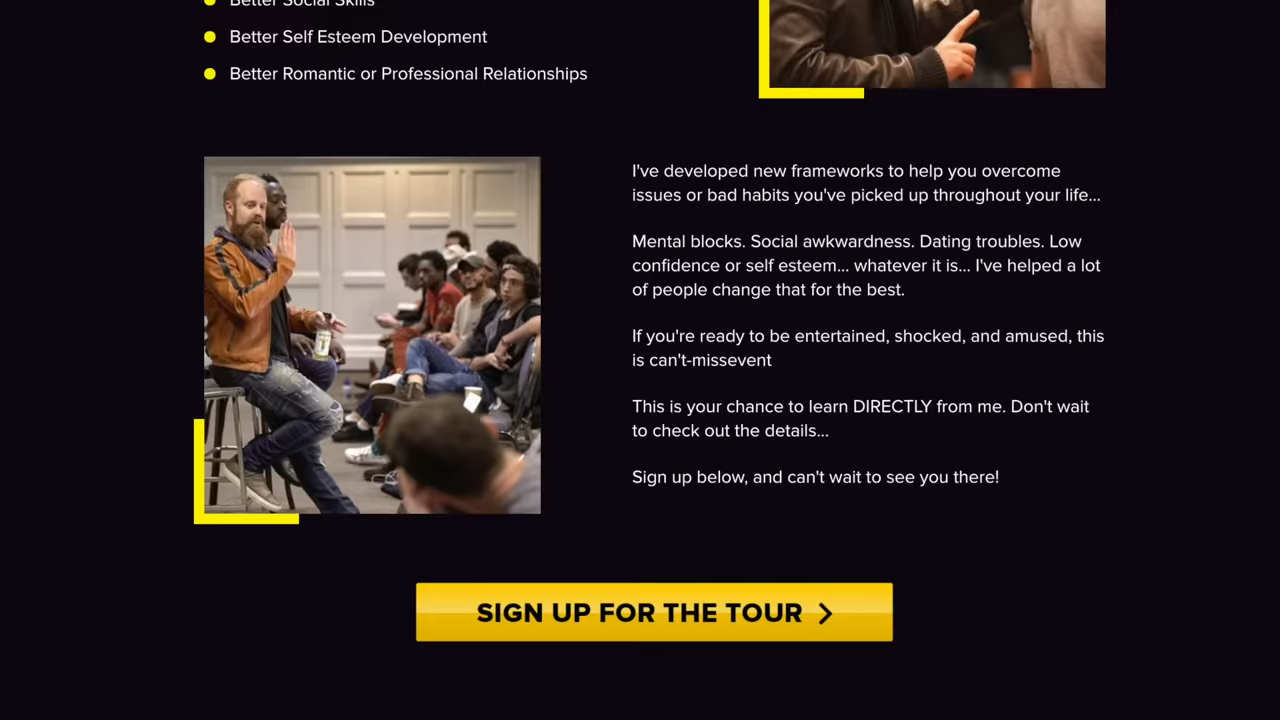 Better Social Skills
Better Self Esteem Development
Better Romantic or Professional Relationships
I've developed new frameworks to help you overcome
issues or bad habits you've picked up throughout your life...
Mental blocks. Social awkwardness. Dating troubles. Low
confidence or self esteem... whatever it is... I've helped a lot
of people change that for the best.
If you're ready to be entertained, shocked, and amused, this
is can't-missevent
This is your chance to learn DIRECTLY from me. Don't wait
to check out the details...
Sign up below, and can't wait to see you there!
SIGN UP FOR THE TOUR